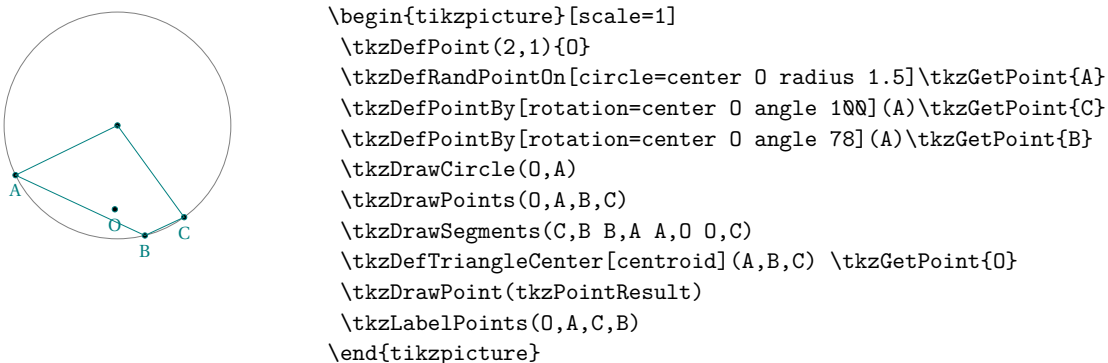 \begin{tikzpicture}[scale=1]
\tkzDefPoint(2,1){O}
\tkzDefRandPointOn[circle=center O radius 1.5]\tkzGetPoint{A}
\tkzDefPointBy[rotation=center O angle 100](A)\tkzGetPoint{C}
\tkzDefPointBy[rotation=center O angle 78](A)\tkzGetPoint{B}
\tkzDrawCircle(O,A)
\tkzDrawPoints(O,A,B,C)
\tkzDrawSegments(C,B B,A A,O O,C)
\tkzDefTriangleCenter[centroid](A,B,C) \tkzGetPoint{O}
\tkzDrawPoint(tkzPointResult)
\tkzLabelPoints(O,A,C,B)
\end{tikzpicture}
A
O
C
B